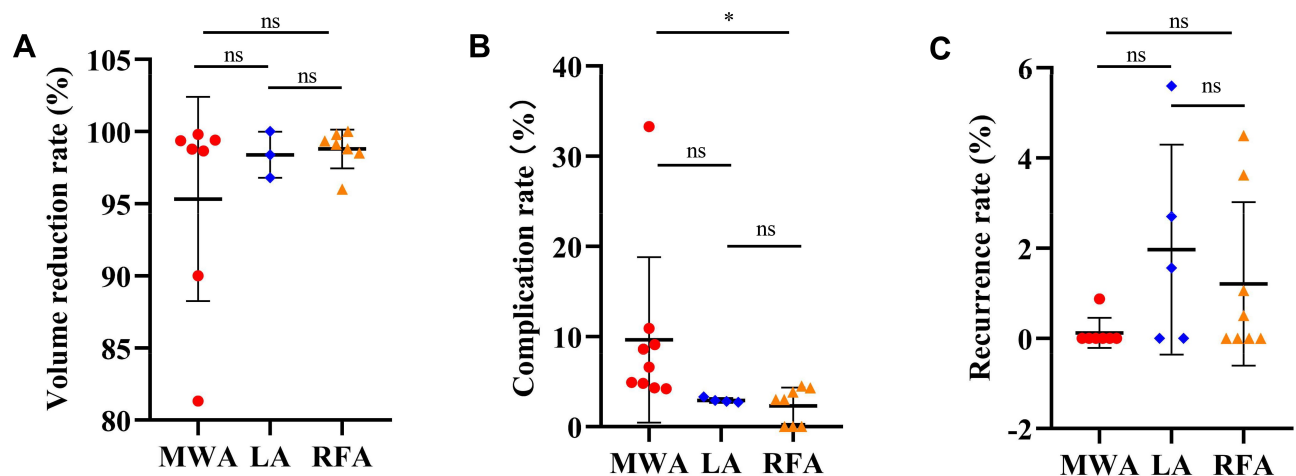 A
Volume reduction rate (%)
105
100
95
90
85
80
ns
ns
ns
MWA LA RFA
B
Complication rate (%)
40
30
20
10
0
*
ns
ns
MWA LA RFA
C
Recurrence rate (%)
6
4
2
0
-2
ns
ns
ns
MWA LA RFA